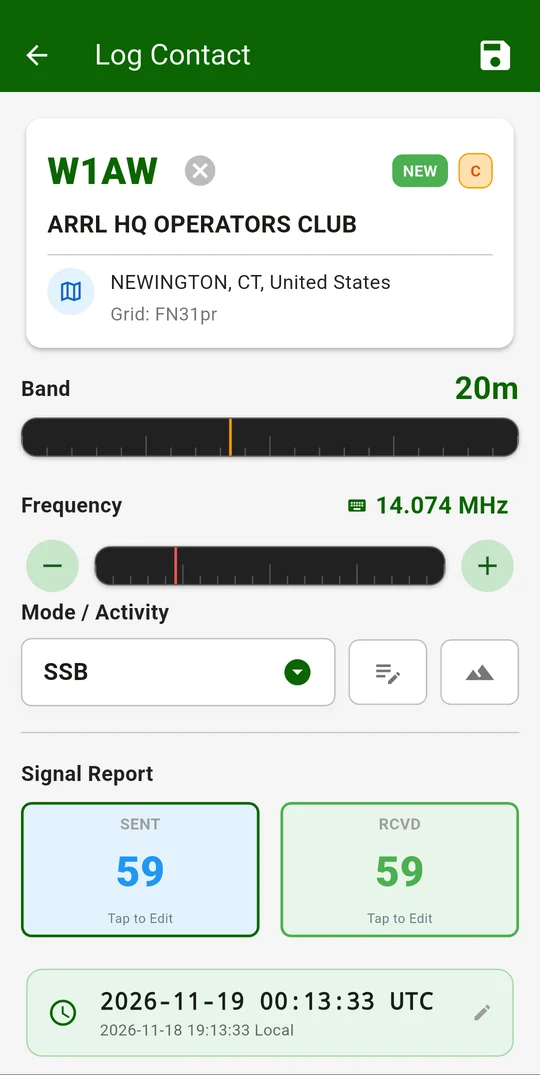 Log Contact
W1AW
NEW
C
ARRL HQ OPERATORS CLUB
NEWINGTON, CT, United States
Grid: FN31pr
Band
20m
Frequency
14.074 MHz
Mode / Activity
SSB
Signal Report
SENT
59
Tap to Edit
RCVD
59
Tap to Edit
2026-11-19 00:13:33 UTC
2026-11-18 19:13:33 Local